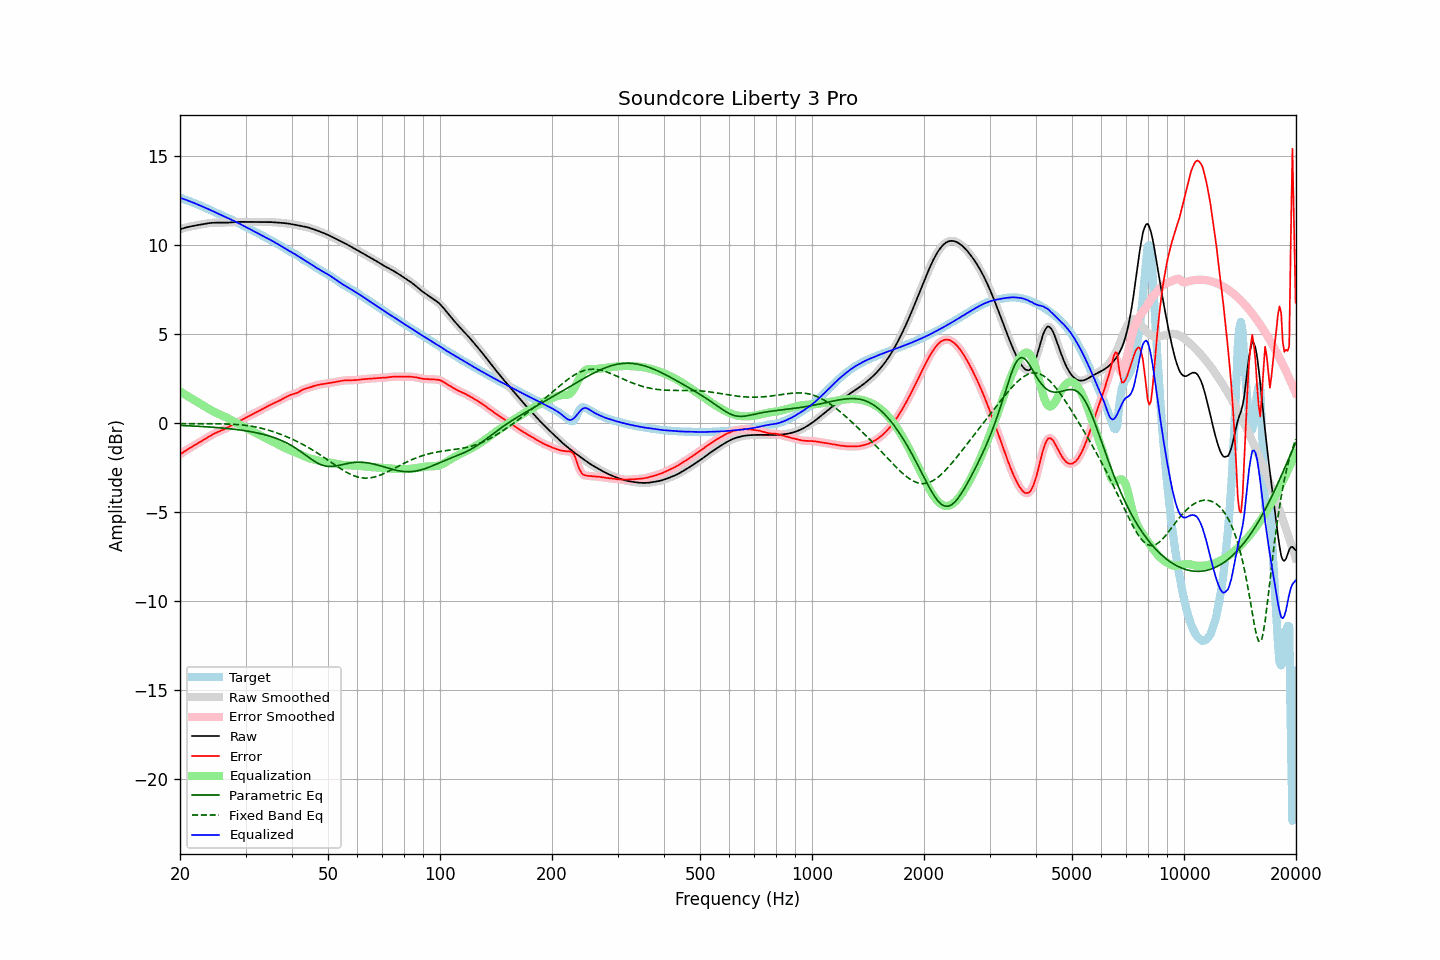 Soundcore Liberty 3 Pro
Amplitude (dBr)
15
10
5
0
−5
−10
−15
−20
Target
Raw Smoothed
Error Smoothed
Raw
Error
Equalization
Parametric Eq
Fixed Band Eq
Equalized
20
50
100
200
500
1000
2000
5000
10000
20000
Frequency (Hz)